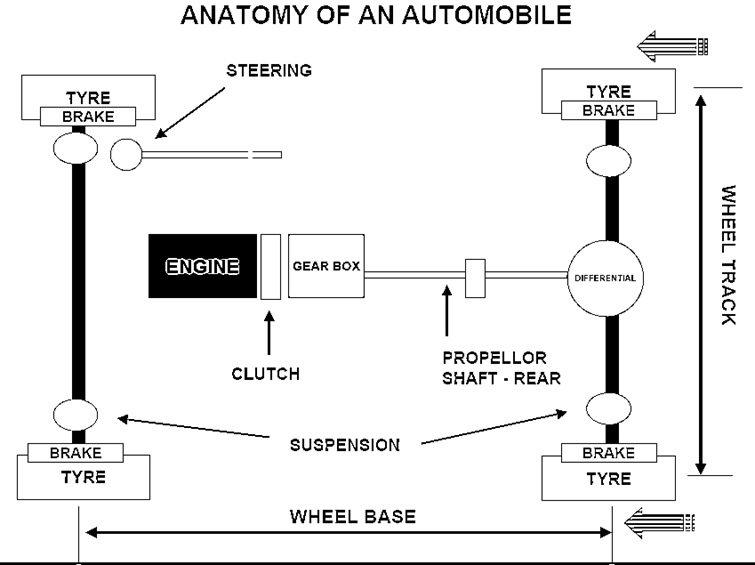 ANATOMY OF AN AUTOMOBILE
STEERING
TYRE
BRAKE
TYRE
BRAKE
ENGINE
GEAR BOX
DIFFERENTIAL
WHEEL TRACK
CLUTCH
PROPELLOR
SHAFT - REAR
SUSPENSION
BRAKE
TYRE
BRAKE
TYRE
WHEEL BASE